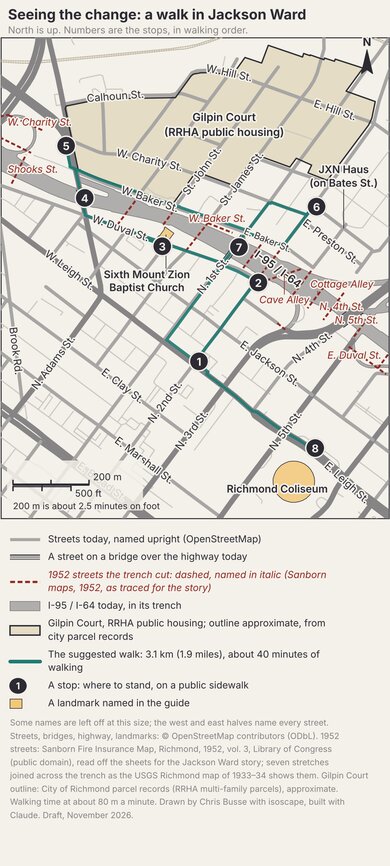 Seeing the change: a walk in Jackson Ward
North is up. Numbers are the stops, in walking order.
N
W. Hill St.
Calhoun St.
E. Hill St.
Gilpin Court
(RRHA public housing)
W. Charity St.
5
Shooks St.
W. Charity St.
St. John St.
St. James St.
JXN Haus
(on Bates St.)
4
W. Baker St.
6
W. Duval St.
W. Baker St.
E. Baker St.
E. Preston St.
3
7
I-95 / I-64
W. Leigh St.
Sixth Mount Zion
Baptist Church
N. 1st St.
2
Cottage Alley
Cave Alley
N. 4th St.
N. 5th St.
Brook Rd.
N. Adams St.
1
E. Jackson St.
N. 4th St.
E. Duval St.
E. Clay St.
N. 2nd St.
N. 3rd St.
N. 5th St.
8
E. Marshall St.
E. Leigh St.
Richmond Coliseum
200 m
500 ft
200 m is about 2.5 minutes on foot
Streets today, named upright (OpenStreetMap)
A street on a bridge over the highway today
1952 streets the trench cut: dashed, named in italic (Sanborn
maps, 1952, as traced for the story)
I-95 / I-64 today, in its trench
Gilpin Court, RRHA public housing; outline approximate, from
city parcel records
The suggested walk: 3.1 km (1.9 miles), about 40 minutes of
walking
1
A stop: where to stand, on a public sidewalk
A landmark named in the guide
Some names are left off at this size; the west and east halves name every street.
Streets, bridges, highway, landmarks: © OpenStreetMap contributors (ODbL). 1952
streets: Sanborn Fire Insurance Map, Richmond, 1952, vol. 3, Library of Congress
(public domain), read off the sheets for the Jackson Ward story; seven stretches
joined across the trench as the USGS Richmond map of 1933–34 shows them. Gilpin Court
outline: City of Richmond parcel records (RRHA multi-family parcels), approximate.
Walking time at about 80 m a minute. Drawn by Chris Busse with isoscape, built with
Claude. Draft, November 2026.